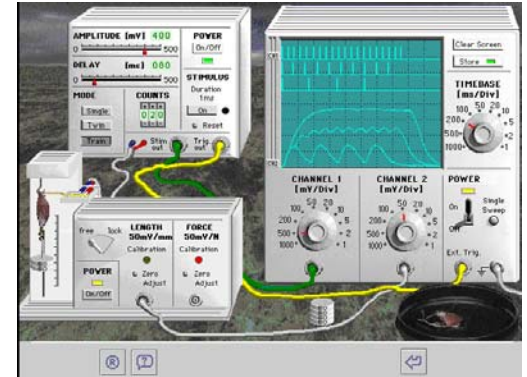 AMPLITUDE [mV] 400
0 500
DELAY [ms] 080
0 500
MODE
Single
Twin
Train
COUNTS
020
POWER
On/Off
STIMULUS
Duration
1ms
On
Reset
Stim
out
Trig
out
free
lock
LENGTH
50mV/mm
Calibration
Zero
Adjust
FORCE
50mV/N
Calibration
Zero
Adjust
POWER
On/Off
CH1
CH2
Clear Screen
Store
TIMEBASE
[ms/Div]
100 50 20
200 10
500 5
1000 2
CHANNEL 1
[mV/Div]
100 50 20
200 10
500 5
1000 2
1
CHANNEL 2
[mV/Div]
100 50 20
200 10
500 5
1000 2
1
POWER
On
Off
Single
Sweep
Ext. Trig.
R
?